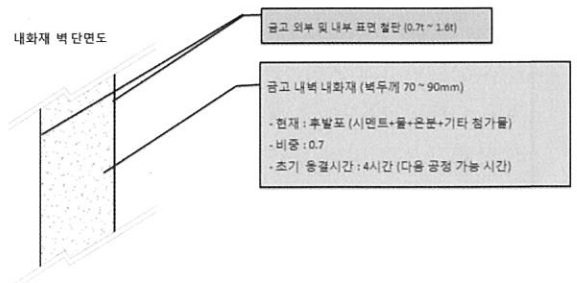 내화재 벽 단면도
금고 외부 및 내부 표면 철판 (0.7t ~ 1.6t)
금고 내벽 내화재 (벽두께 70 ~ 90mm)
- 현재 : 후발포 (시멘트+물+은분+기타 첨가물)
- 비중 : 0.7
- 초기 응결시간 : 4시간 (다음 공정 가능 시간)